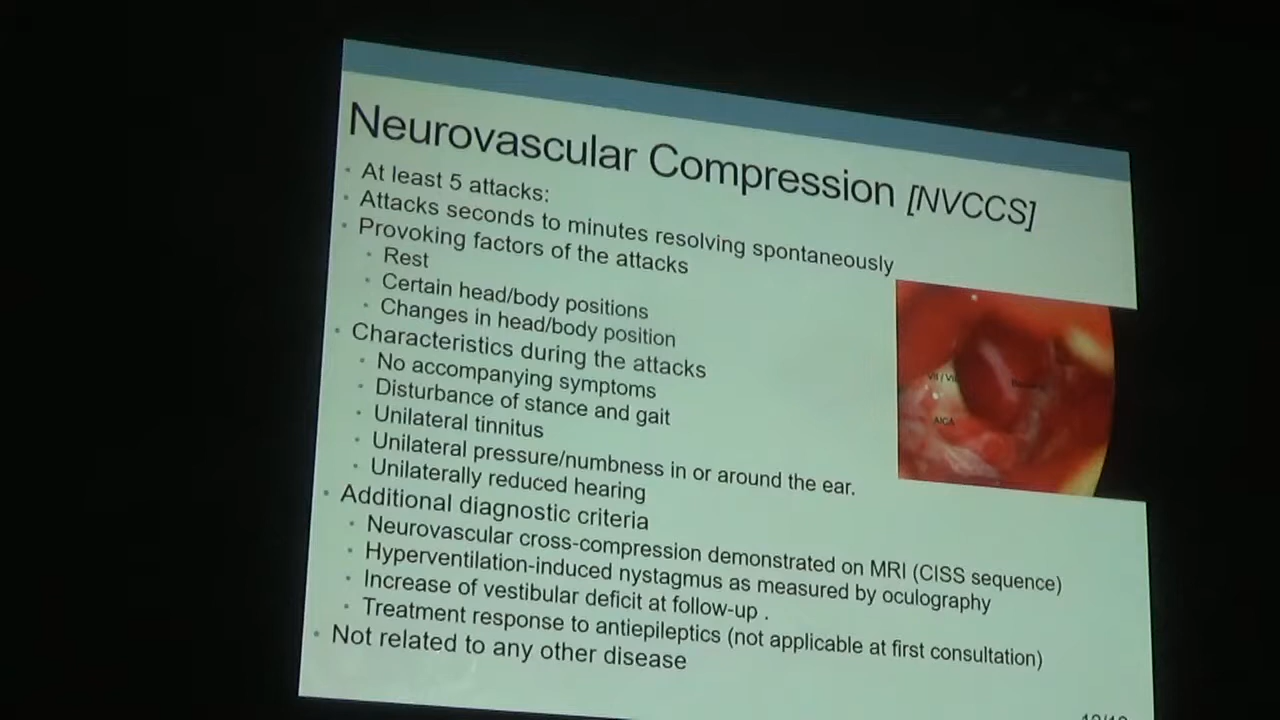 Neurovascular Compression [NVCCS]
At least 5 attacks:
Attacks seconds to minutes resolving spontaneously
Provoking factors of the attacks
Rest
Certain head/body positions
Changes in head/body position
Characteristics during the attacks
No accompanying symptoms
Disturbance of stance and gait
Unilateral tinnitus
Unilateral pressure/numbness in or around the ear.
Unilaterally reduced hearing
Additional diagnostic criteria
Neurovascular cross-compression demonstrated on MRI (CISS sequence)
Hyperventilation-induced nystagmus as measured by oculography
Increase of vestibular deficit at follow-up .
Treatment response to antiepileptics (not applicable at first consultation)
Not related to any other disease
AICA